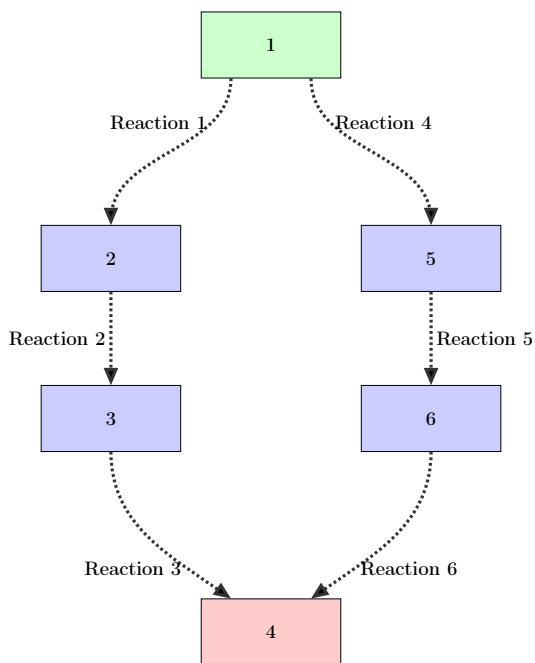 1
Reaction 1
Reaction 4
2
5
Reaction 2
Reaction 5
3
6
Reaction 3
Reaction 6
4